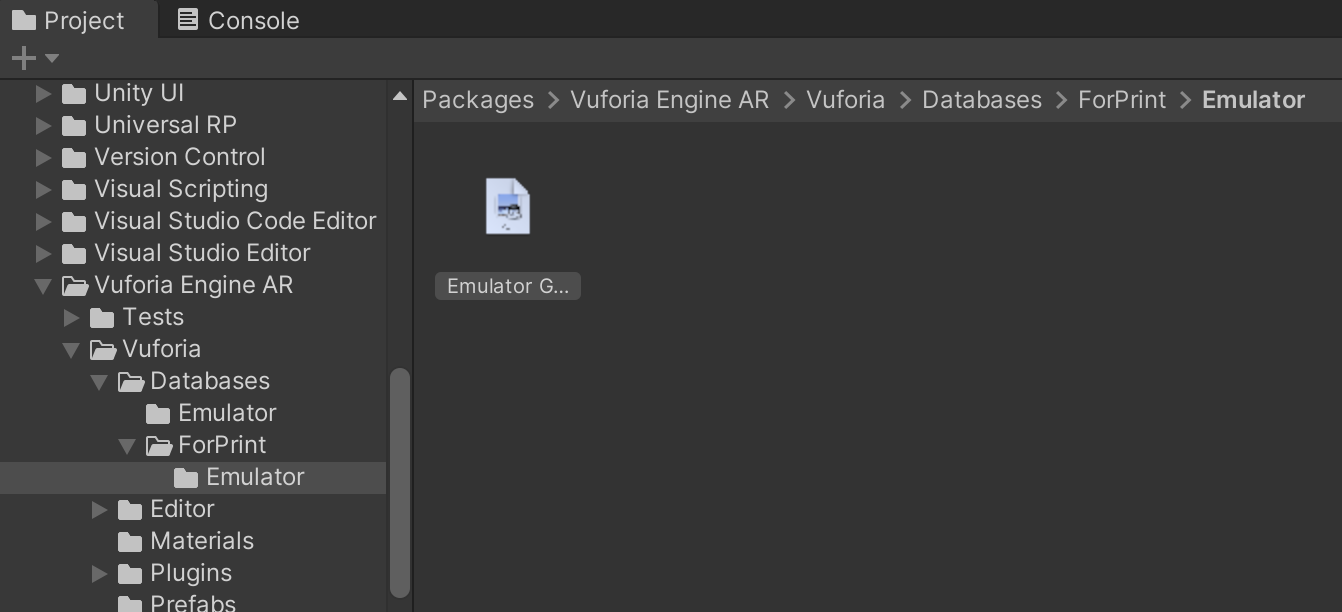 Project
Console
Unity UI
Universal RP
Version Control
Visual Scripting
Visual Studio Code Editor
Visual Studio Editor
Vuforia Engine AR
Tests
Vuforia
Databases
Emulator
ForPrint
Emulator
Editor
Materials
Plugins
Prefabs
Packages > Vuforia Engine AR > Vuforia > Databases > ForPrint > Emulator
Emulator G...